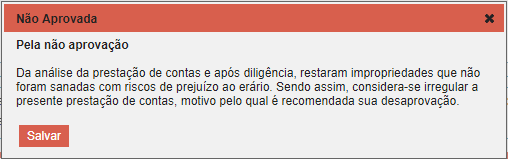 Não Aprovada
Pela não aprovação
Da análise da prestação de contas e após diligência, restaram impropriedades que não
foram sanadas com riscos de prejuízo ao erário. Sendo assim, considera-se irregular a
presente prestação de contas, motivo pelo qual é recomendada sua desaprovação.
Salvar